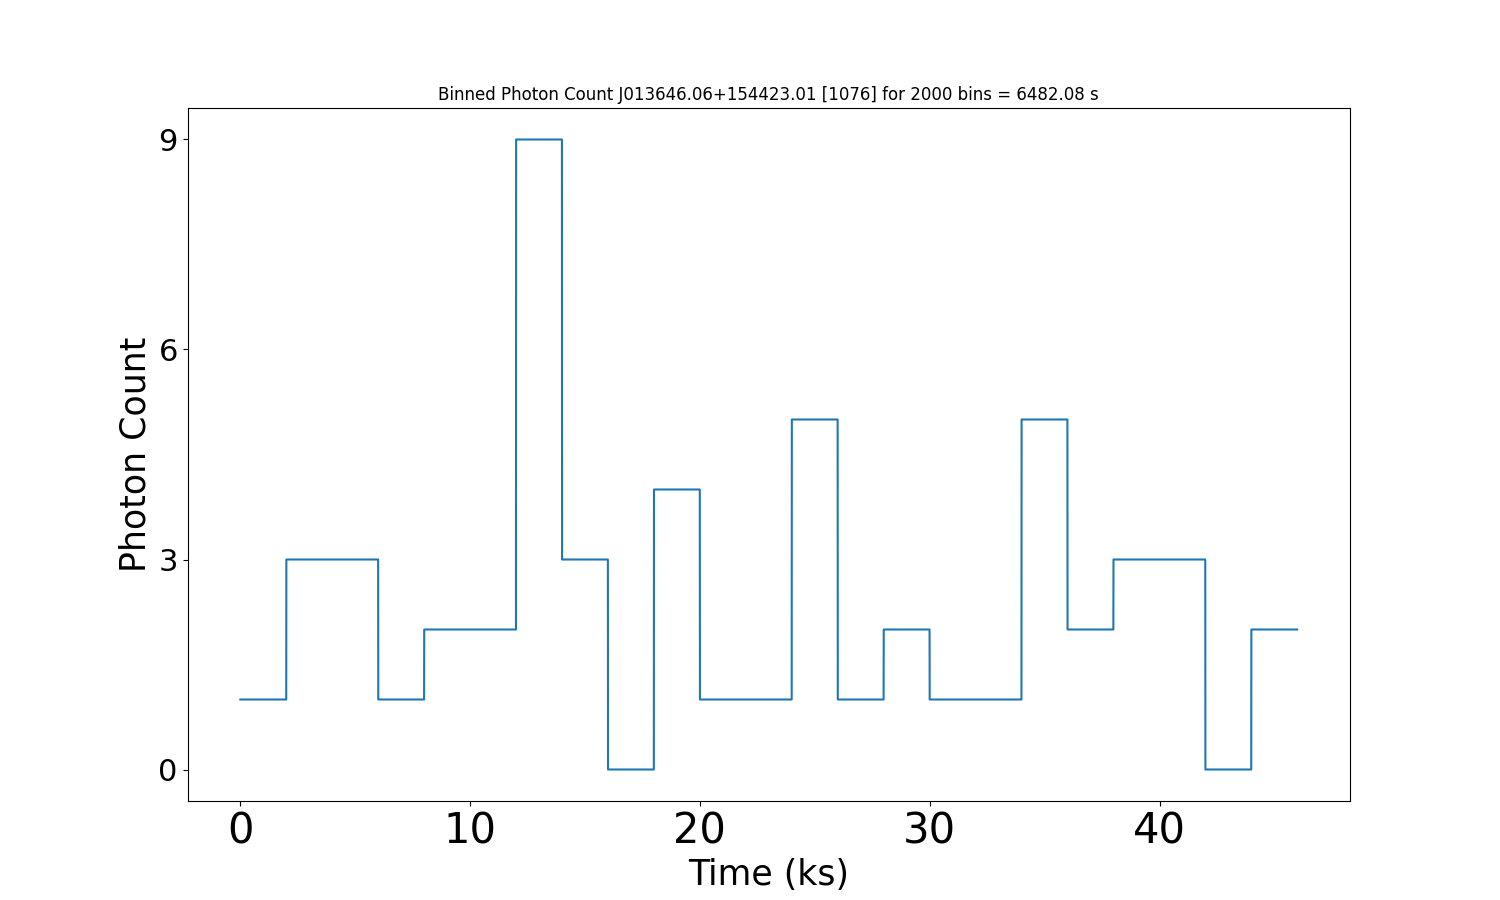 Binned Photon Count J013646.06+154423.01 [1076] for 2000 bins = 6482.08 s
9
6
3
0
Photon Count
0 10 20 30 40
Time (ks)